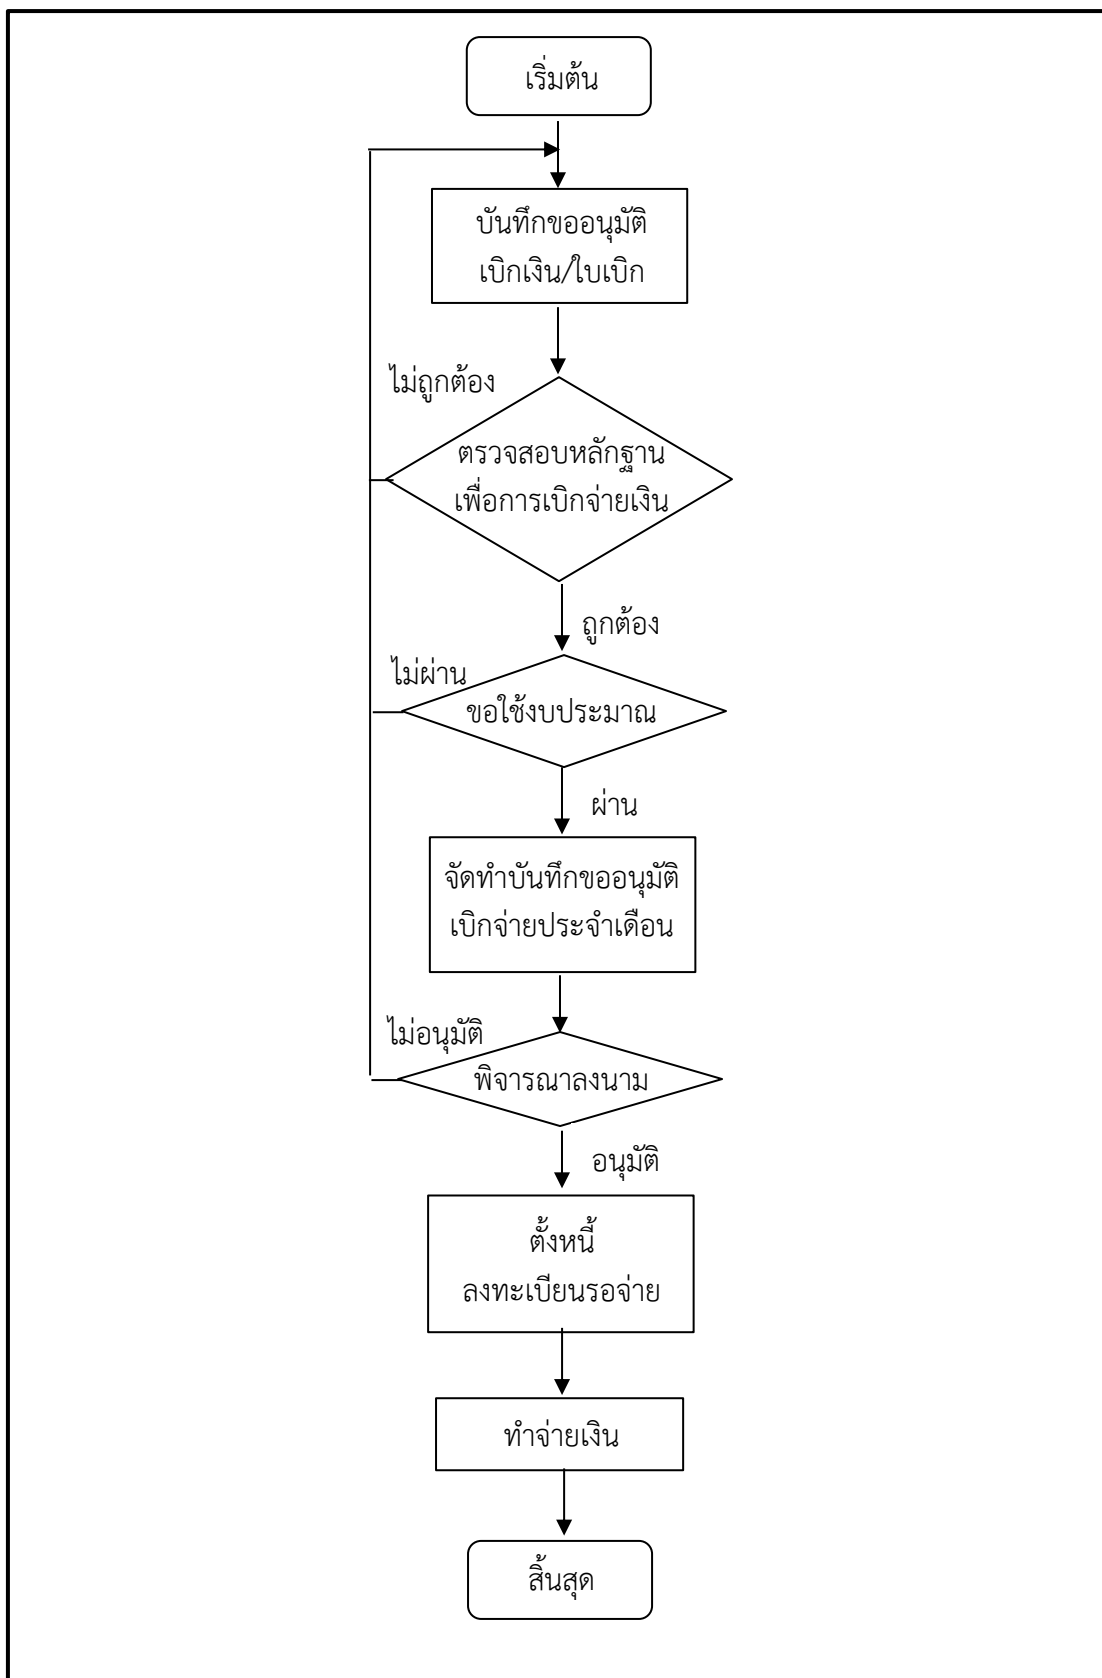 เริ่มต้น
บันทึกขออนุมัติ
เบิกเงิน/ใบเบิก
ไม่ถูกต้อง
ตรวจสอบหลักฐาน
เพื่อการเบิกจ่ายเงิน
ถูกต้อง
ไม่ผ่าน
ขอใช้งบประมาณ
ผ่าน
จัดทำบันทึกขออนุมัติ
เบิกจ่ายประจำเดือน
ไม่อนุมัติ
พิจารณาลงนาม
อนุมัติ
ตั้งหนี้
ลงทะเบียนรอจ่าย
ทำจ่ายเงิน
สิ้นสุด